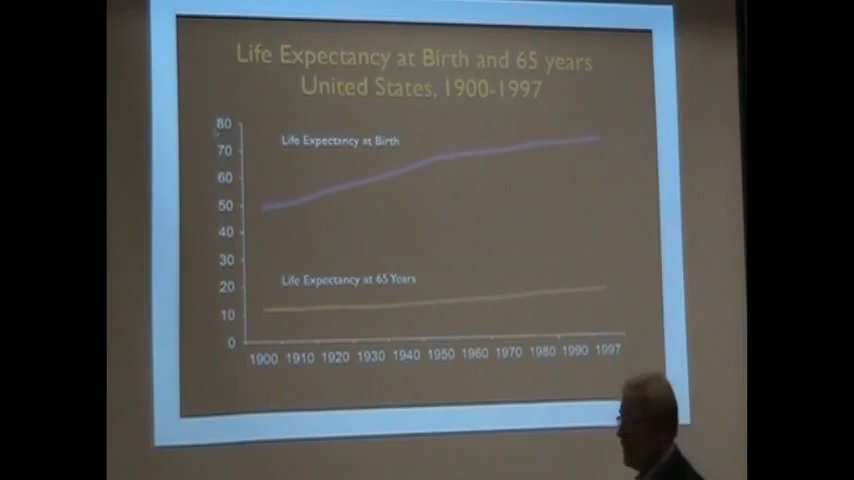 Life Expectancy at Birth and 65 years
United States, 1900-1997
80
Life Expectancy at Birth
70
60
50
40
30
Life Expectancy at 65 Years
20
10
0
1900 1910 1920 1930 1940 1950 1960 1970 1980 1990 1997